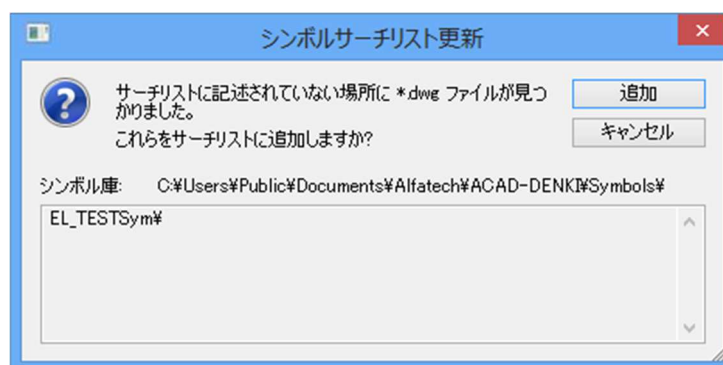 シンボルサーチリスト更新
サーチリストに記述されていない場所に *.dwg ファイルが見つ
かりました。
これらをサーチリストに追加しますか?
追加
キャンセル
シンボル庫: C:¥Users¥Public¥Documents¥Alfatech¥ACAD-DENKI¥Symbols¥
EL_TESTSym¥